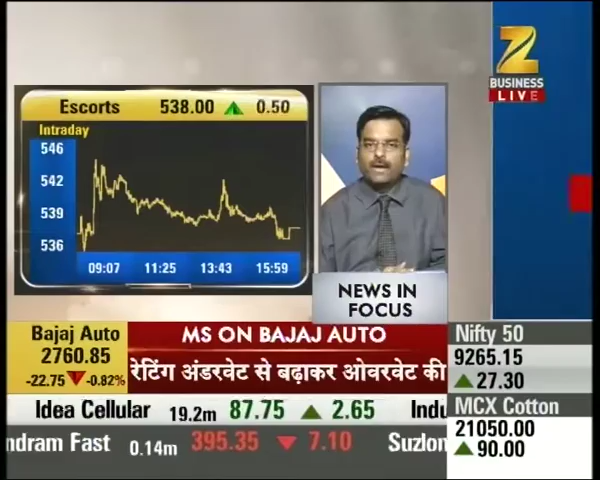 ZEE
BUSINESS
LIVE
Escorts 538.00 0.50
Intraday
546
542
539
536
09:07 11:25 13:43 15:59
NEWS IN
FOCUS
Bajaj Auto
2760.85
-22.75 -0.82%
MS ON BAJAJ AUTO
रेटिंग अंडरवेट से बढ़ाकर ओवरवेट की
Nifty 50
9265.15
27.30
Idea Cellular 19.2m 87.75 2.65 Indu
MCX Cotton
21050.00
90.00
ndram Fast 0.14m 395.35 7.10 Suzlon